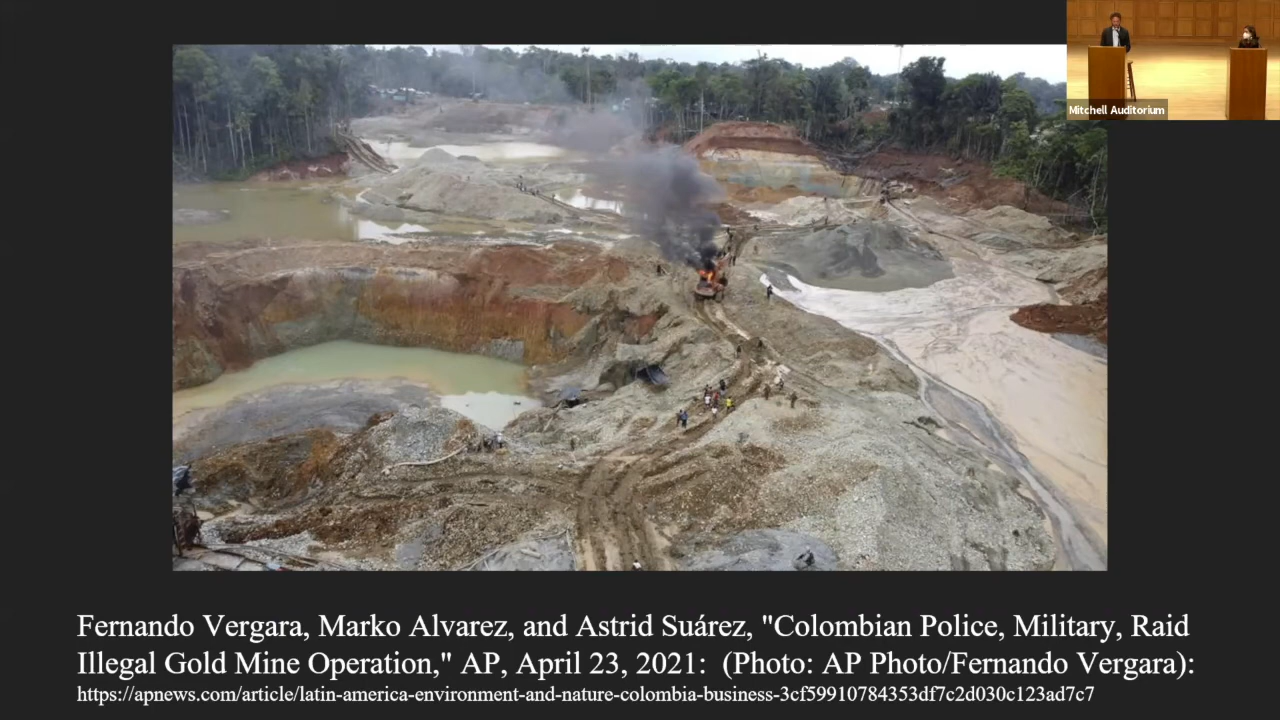 Mitchell Auditorium
Fernando Vergara, Marko Alvarez, and Astrid Suárez, "Colombian Police, Military, Raid
Illegal Gold Mine Operation," AP, April 23, 2021:  (Photo: AP Photo/Fernando Vergara):
https://apnews.com/article/latin-america-environment-and-nature-colombia-business-3cf59910784353df7c2d030c123ad7c7